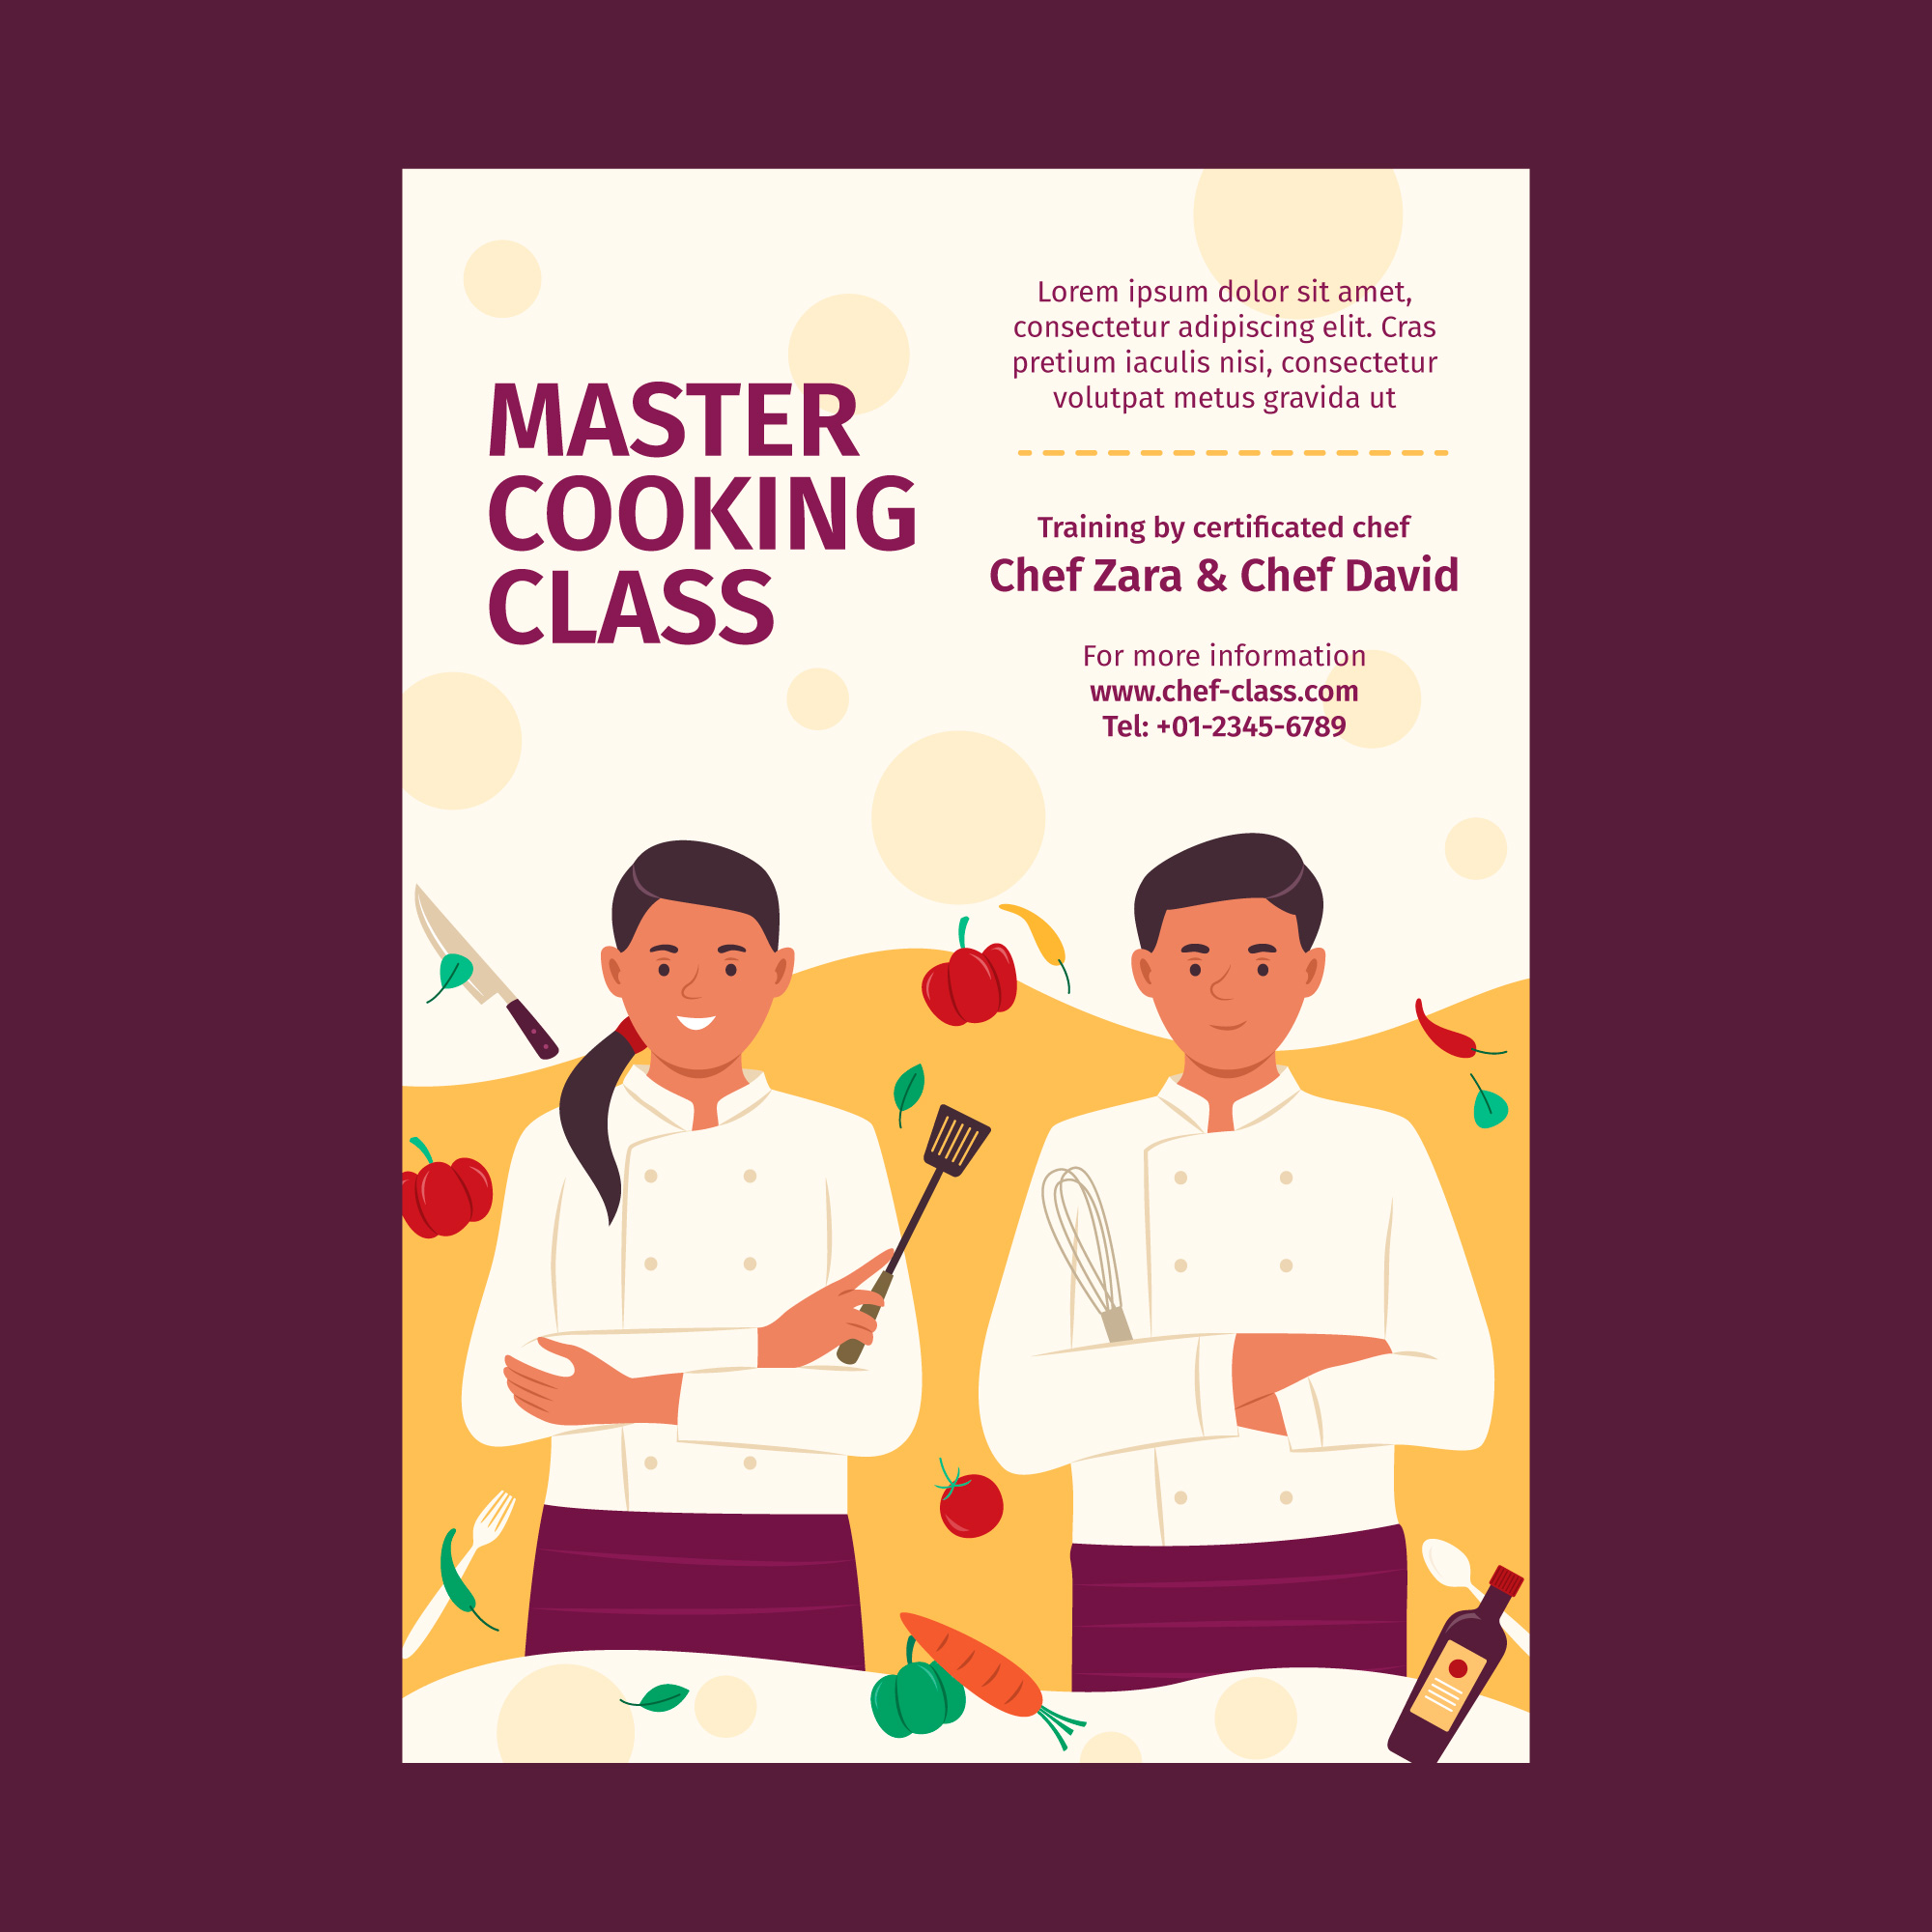 MASTER
COOKING
CLASS
Lorem ipsum dolor sit amet,
consectetur adipiscing elit. Cras
pretium iaculis nisi, consectetur
volutpat metus gravida ut
Training by certificated chef
Chef Zara & Chef David
For more information
www.chef-class.com
Tel: +01-2345-6789